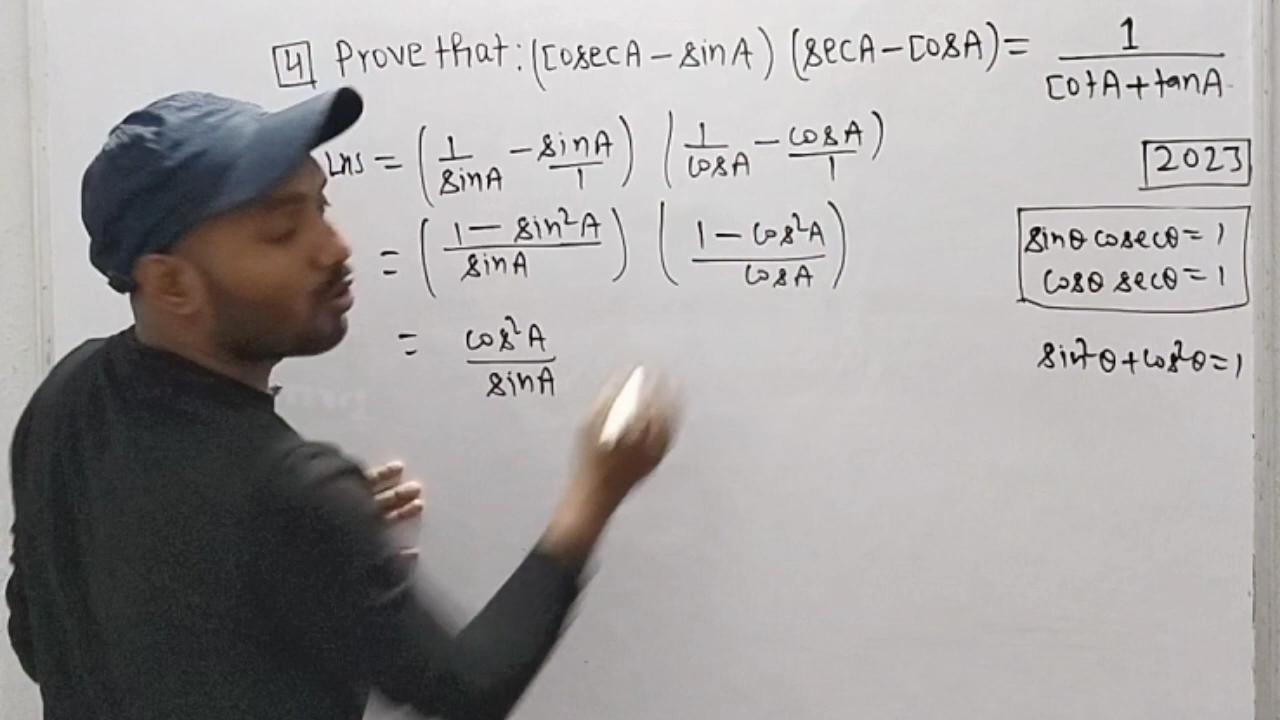 4 Prove that: (cosecA - sinA) (secA - cosA) = 1/(cotA + tanA)
LHS = (1/sinA - sinA/1) (1/cosA - cosA/1)
2023
= ((1 - sin²A)/sinA) ((1 - cos²A)/cosA)
sinθ cosecθ = 1
cosθ secθ = 1
= cos²A/sinA
sin²θ + cos²θ = 1